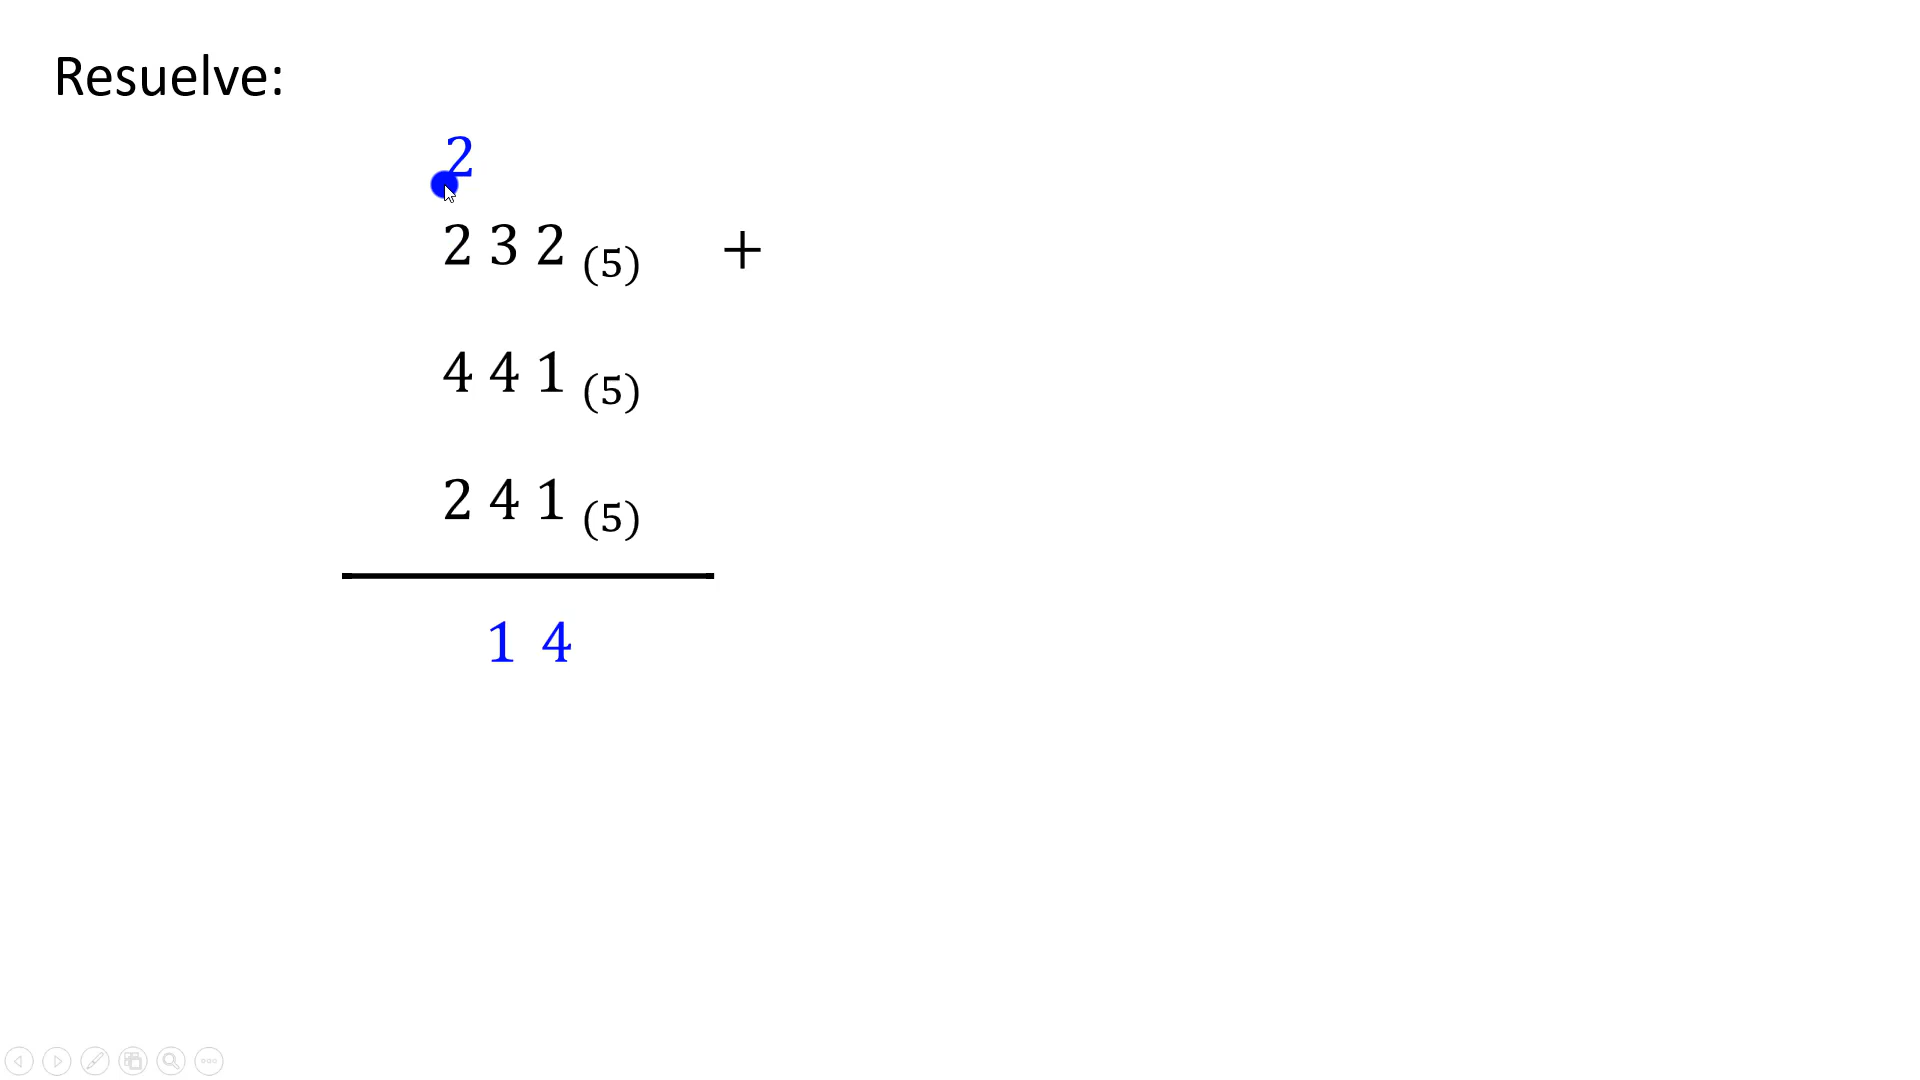 Resuelve:
2
2 3 2 (5) +
4 4 1 (5)
2 4 1 (5)
1 4